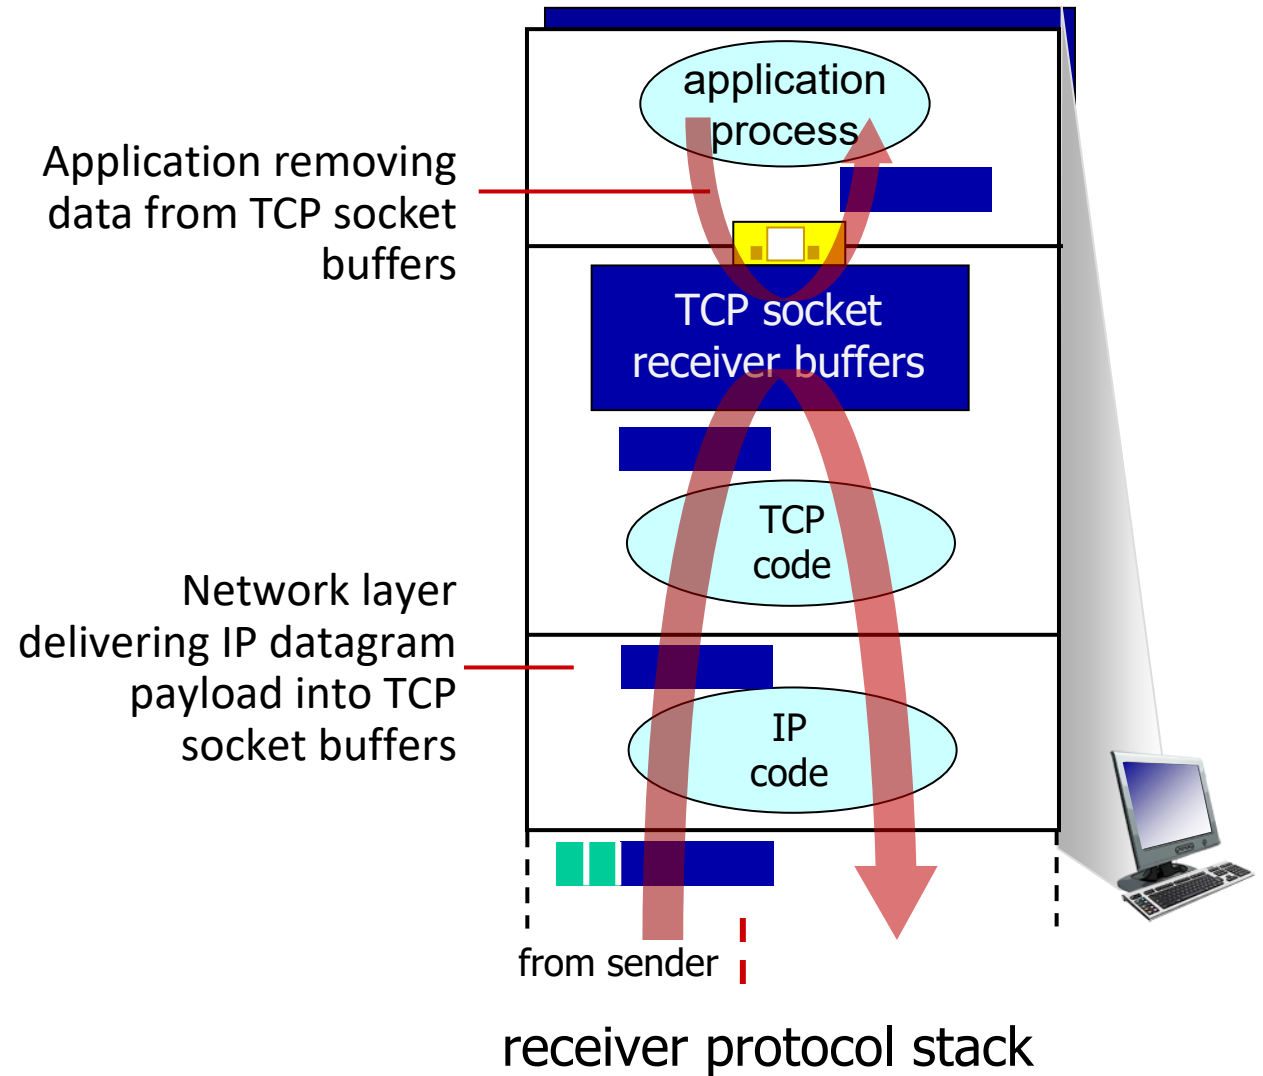 application
process
Application removing
data from TCP socket
buffers
TCP socket
receiver buffers
TCP
code
Network layer
delivering IP datagram
payload into TCP
socket buffers
IP
code
from sender
receiver protocol stack